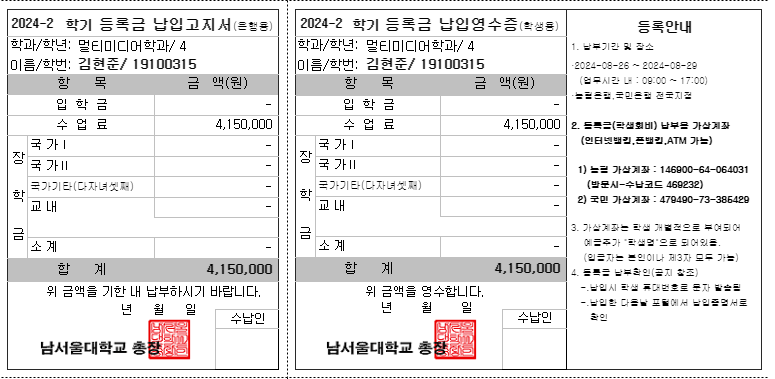 2024-2 학기 등록금 납입고지서(은행용)
학과/학년: 멀티미디어학과/ 4
이름/학번: 김현준/ 19100315
항 목 금 액(원)
입 학 금 -
수 업 료 4,150,000
장 학 금
국 가 I -
국 가 II -
국가기타(다자녀셋째) -
교 내 -
소 계 -
합 계 4,150,000
위 금액을 기한 내 납부하시기 바랍니다.
년 월 일
수납인
남서울대학교 총장
2024-2 학기 등록금 납입영수증(학생용)
학과/학년: 멀티미디어학과/ 4
이름/학번: 김현준/ 19100315
항 목 금 액(원)
입 학 금 -
수 업 료 4,150,000
장 학 금
국 가 I -
국 가 II -
국가기타(다자녀셋째) -
교 내 -
소 계 -
합 계 4,150,000
위 금액을 영수합니다.
년 월 일
수납인
남서울대학교 총장
등록안내
1. 납부기간 및 장소
·2024-08-26 ~ 2024-08-29
(업무시간 내 : 09:00 ~ 17:00)
·농협은행,국민은행 전국지점
2. 등록금(학생회비) 납부용 가상계좌
(인터넷뱅킹,폰뱅킹,ATM 가능)
1) 농협 가상계좌 : 146900-64-064031
(방문시-수납코드 469232)
2) 국민 가상계좌 : 479490-73-386429
3. 가상계좌는 학생 개별적으로 부여되어
예금주가 "학생명"으로 되어있음.
(입금자는 본인이나 제3자 모두 가능)
4. 등록금 납부확인(공지 참조)
-.납입시 학생 휴대번호로 문자 발송됨
-.납입한 다음날 포털에서 납입증명서로
확인